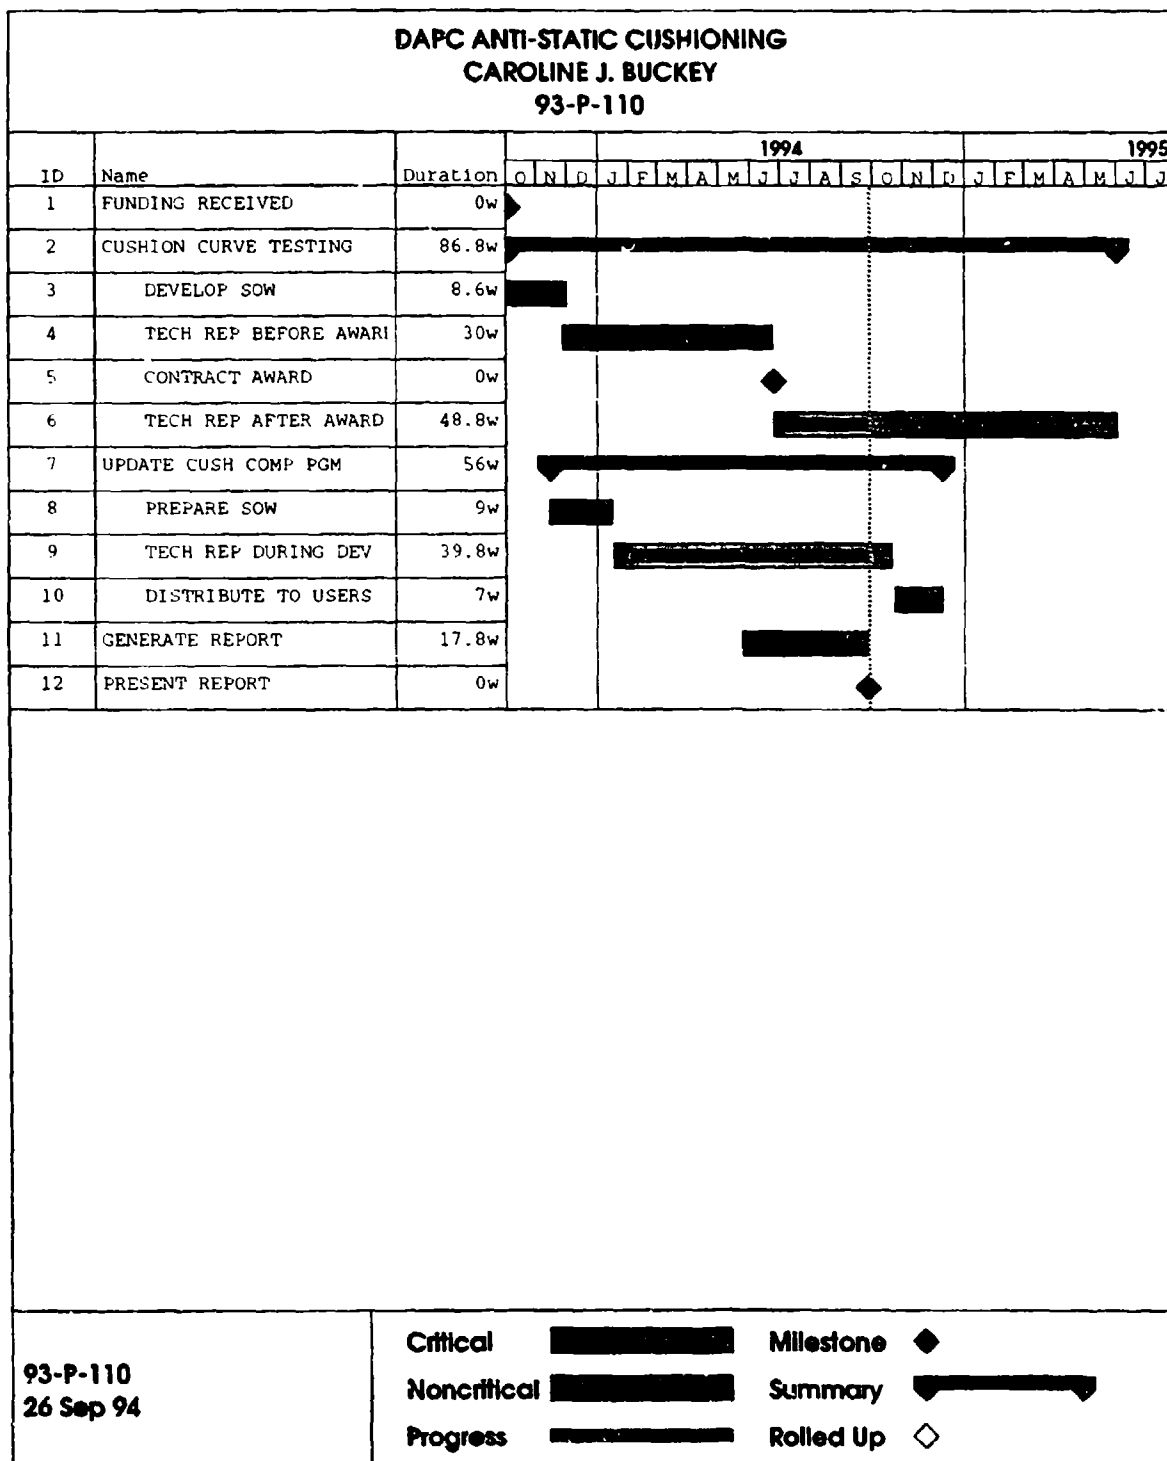 DAPC ANTI-STATIC CUSHIONING
CAROLINE J. BUCKEY
93-P-110
1994 1995
ID Name Duration O N D J F M A M J J A S O N D J F M A M J J
1 FUNDING RECEIVED 0w
2 CUSHION CURVE TESTING 86.8w
3 DEVELOP SOW 8.6w
4 TECH REP BEFORE AWARI 30w
5 CONTRACT AWARD 0w
6 TECH REP AFTER AWARD 48.8w
7 UPDATE CUSH COMP PGM 56w
8 PREPARE SOW 9w
9 TECH REP DURING DEV 39.8w
10 DISTRIBUTE TO USERS 7w
11 GENERATE REPORT 17.8w
12 PRESENT REPORT 0w
93-P-110
26 Sep 94
Critical Milestone
Noncritical Summary
Progress Rolled Up